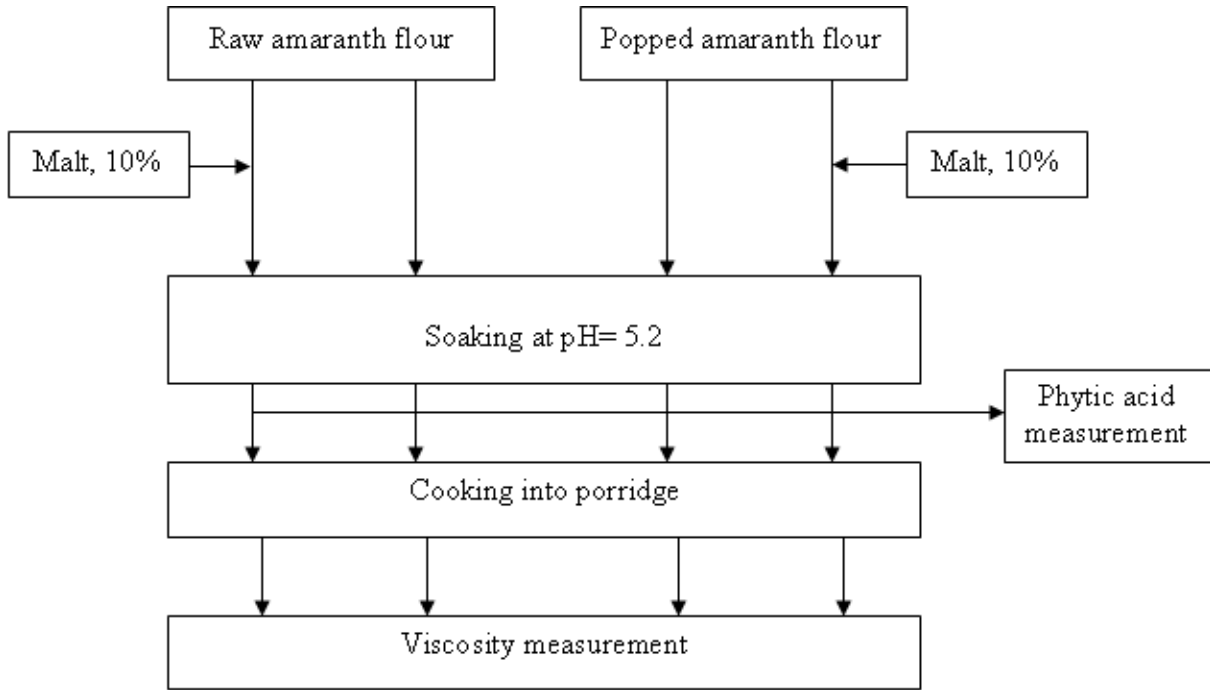 Raw amaranth flour
Popped amaranth flour
Malt, 10%
Malt, 10%
Soaking at pH= 5.2
Phytic acid
measurement
Cooking into porridge
Viscosity measurement